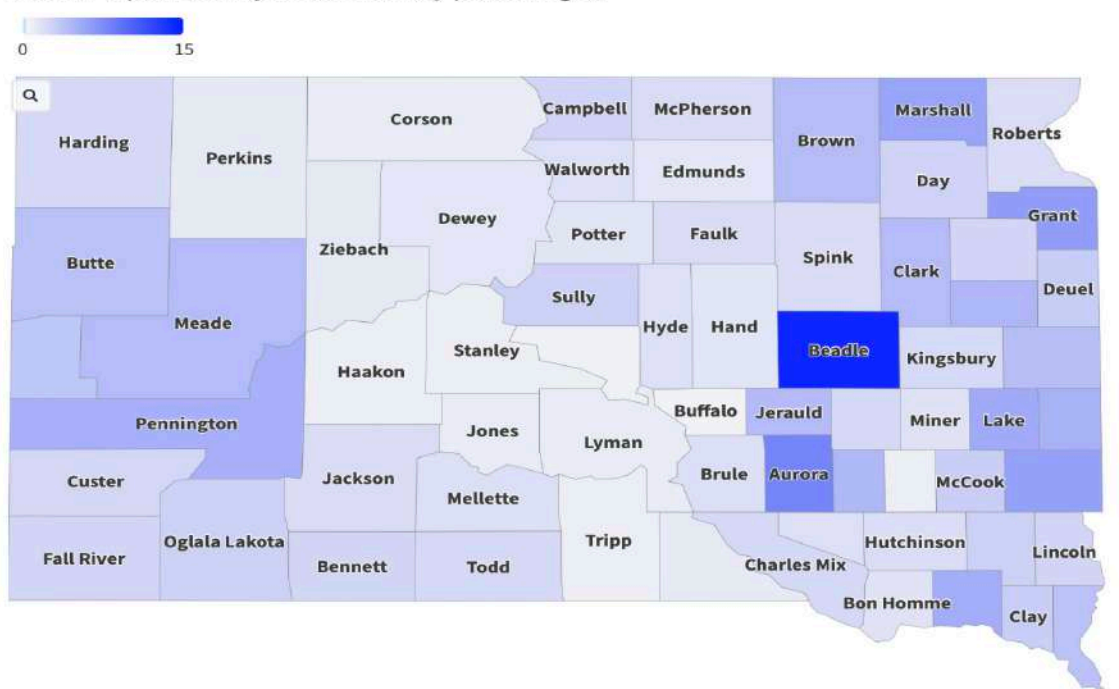 0 15
Harding
Perkins
Corson
Campbell
McPherson
Brown
Marshall
Roberts
Walworth
Edmunds
Day
Dewey
Ziebach
Potter
Faulk
Spink
Grant
Butte
Clark
Deuel
Meade
Sully
Hyde
Hand
Stanley
Haakon
Beadle
Kingsbury
Pennington
Jones
Lyman
Buffalo
Jerauld
Miner
Lake
Custer
Jackson
Mellette
Brule
Aurora
McCook
Fall River
Oglala Lakota
Bennett
Todd
Tripp
Charles Mix
Hutchinson
Lincoln
Bon Homme
Clay